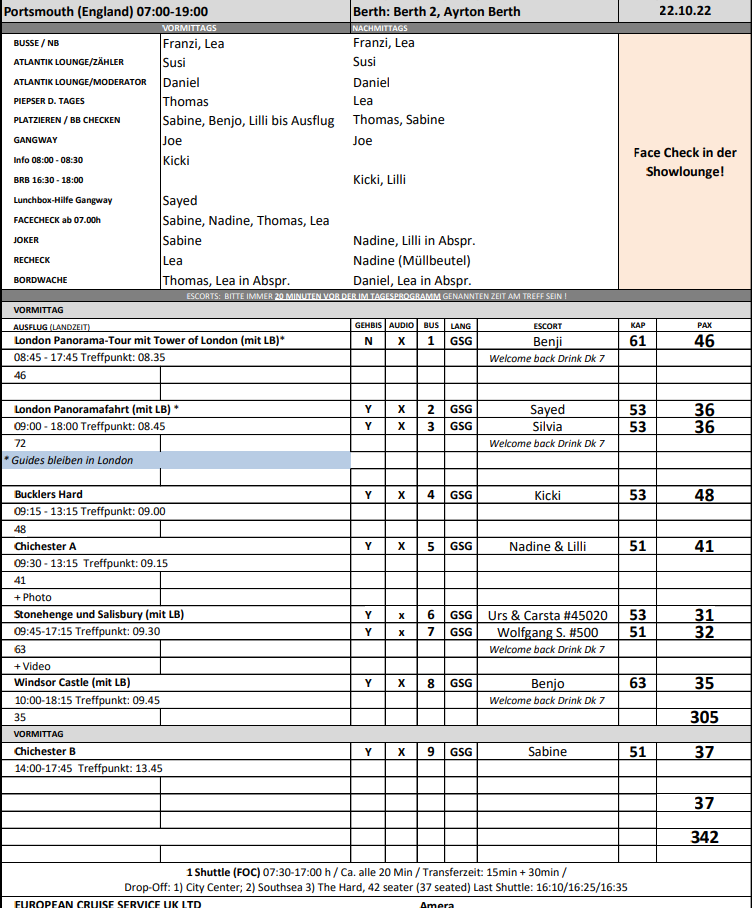 Portsmouth (England) 07:00-19:00 Berth: Berth 2, Ayrton Berth 22.10.22
VORMITTAGS NACHMITTAGS
BUSSE / NB Franzi, Lea Franzi, Lea
ATLANTIK LOUNGE/ZÄHLER Susi Susi
ATLANTIK LOUNGE/MODERATOR Daniel Daniel
PIEPSER D. TAGES Thomas Lea
PLATZIEREN / BB CHECKEN Sabine, Benjo, Lilli bis Ausflug Thomas, Sabine
GANGWAY Joe Joe
Info 08:00 - 08:30 Kicki
BRB 16:30 - 18:00 Kicki, Lilli
Lunchbox-Hilfe Gangway Sayed
FACECHECK ab 07.00h Sabine, Nadine, Thomas, Lea
JOKER Sabine Nadine, Lilli in Abspr.
RECHECK Lea Nadine (Müllbeutel)
BORDWACHE Thomas, Lea in Abspr. Daniel, Lea in Abspr.
Face Check in der
Showlounge!
ESCORTS: BITTE IMMER 20 MINUTEN VOR DER IM TAGESPROGRAMM GENANNTEN ZEIT AM TREFF SEIN !
VORMITTAG
AUSFLUG (LANDZEIT) GEHBIS AUDIO BUS LANG ESCORT KAP PAX
London Panorama-Tour mit Tower of London (mit LB)* N X 1 GSG Benji 61 46
08:45 - 17:45 Treffpunkt: 08.35 Welcome back Drink Dk 7
46
London Panoramafahrt (mit LB) * Y X 2 GSG Sayed 53 36
09:00 - 18:00 Treffpunkt: 08.45 Y X 3 GSG Silvia 53 36
72 Welcome back Drink Dk 7
* Guides bleiben in London
Bucklers Hard Y X 4 GSG Kicki 53 48
09:15 - 13:15 Treffpunkt: 09.00
48
Chichester A Y X 5 GSG Nadine & Lilli 51 41
09:30 - 13:15 Treffpunkt: 09.15
41
+ Photo
Stonehenge und Salisbury (mit LB) Y x 6 GSG Urs & Carsta #45020 53 31
09:45-17:15 Treffpunkt: 09.30 Y x 7 GSG Wolfgang S. #500 51 32
63 Welcome back Drink Dk 7
+ Video
Windsor Castle (mit LB) Y X 8 GSG Benjo 63 35
10:00-18:15 Treffpunkt: 09.45 Welcome back Drink Dk 7
35 305
VORMITTAG
Chichester B Y X 9 GSG Sabine 51 37
14:00-17:45 Treffpunkt: 13.45
37
342
1 Shuttle (FOC) 07:30-17:00 h / Ca. alle 20 Min / Transferzeit: 15min + 30min /
Drop-Off: 1) City Center; 2) Southsea 3) The Hard, 42 seater (37 seated) Last Shuttle: 16:10/16:25/16:35
EUROPEAN CRUISE SERVICE UK LTD Amera